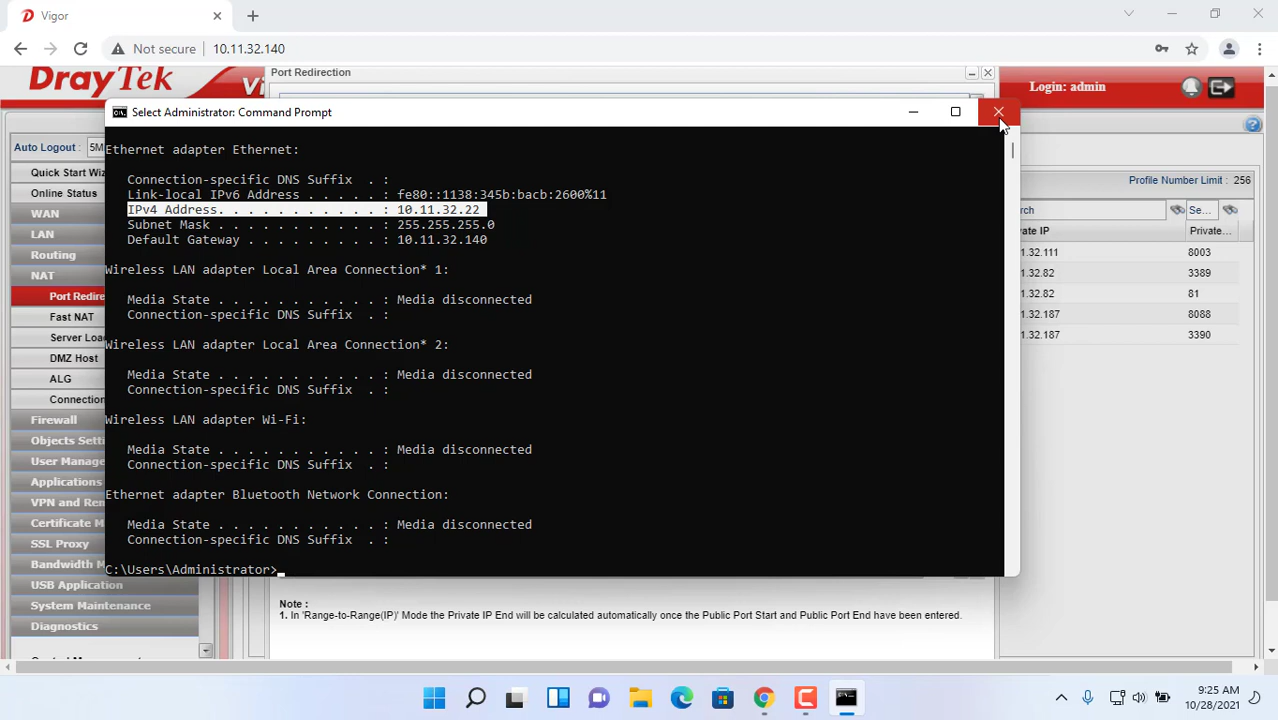 Vigor
Not secure
10.11.32.140
DrayTek
Port Redirection
Login: admin
Select Administrator: Command Prompt
Auto Logout :
Quick Start Wiz
Online Status
WAN
LAN
Routing
NAT
Port Redire
Fast NAT
Server Loa
DMZ Host
ALG
Connection
Firewall
Objects Setti
User Manage
Applications
VPN and Rem
Certificate M
SSL Proxy
Bandwidth M
USB Application
System Maintenance
Diagnostics
Ethernet adapter Ethernet:
Connection-specific DNS Suffix . :
Link-local IPv6 Address . . . . . : fe80::1138:345b:bacb:2600%11
IPv4 Address. . . . . . . . . . . : 10.11.32.22
Subnet Mask . . . . . . . . . . . : 255.255.255.0
Default Gateway . . . . . . . . . : 10.11.32.140
Wireless LAN adapter Local Area Connection* 1:
Media State . . . . . . . . . . . : Media disconnected
Connection-specific DNS Suffix . :
Wireless LAN adapter Local Area Connection* 2:
Media State . . . . . . . . . . . : Media disconnected
Connection-specific DNS Suffix . :
Wireless LAN adapter Wi-Fi:
Media State . . . . . . . . . . . : Media disconnected
Connection-specific DNS Suffix . :
Ethernet adapter Bluetooth Network Connection:
Media State . . . . . . . . . . . : Media disconnected
Connection-specific DNS Suffix . :
C:\Users\Administrator>
Profile Number Limit : 256
rch Se...
ate IP Private...
.32.111 8003
.32.82 3389
.32.82 81
.32.187 8088
.32.187 3390
Note :
1. In 'Range-to-Range(IP)' Mode the Private IP End will be calculated automatically once the Public Port Start and Public Port End have been entered.
9:25 AM
10/28/2021